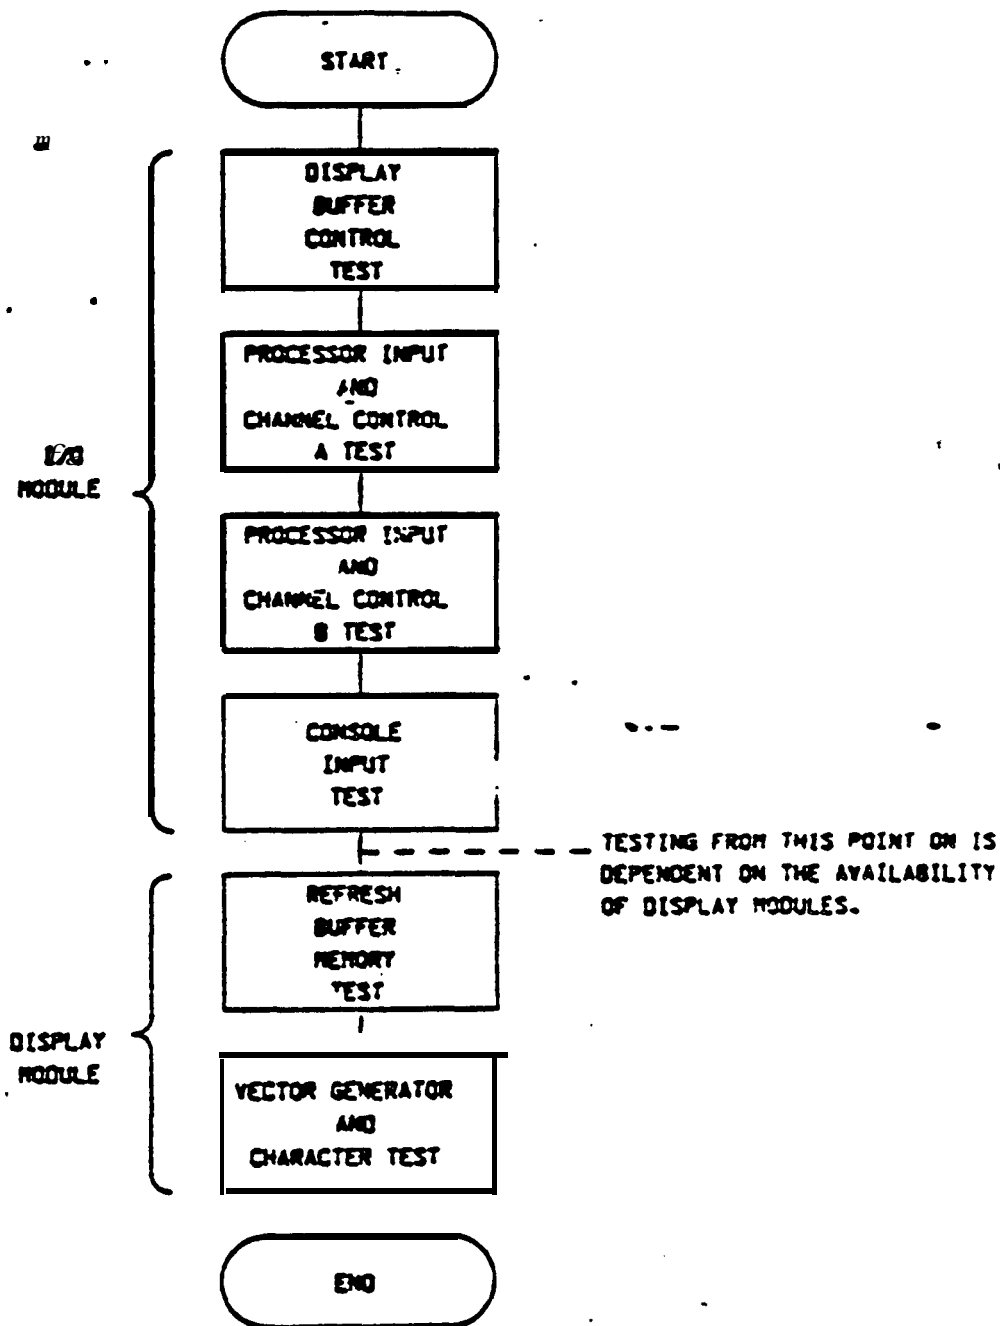 START
DISPLAY
BUFFER
CONTROL
TEST
PROCESSOR INPUT
AND
CHANNEL CONTROL
A TEST
I/O
MODULE
PROCESSOR INPUT
AND
CHANNEL CONTROL
B TEST
CONSOLE
INPUT
TEST
TESTING FROM THIS POINT ON IS
DEPENDENT ON THE AVAILABILITY
OF DISPLAY MODULES.
REFRESH
BUFFER
MEMORY
TEST
DISPLAY
MODULE
VECTOR GENERATOR
AND
CHARACTER TEST
END